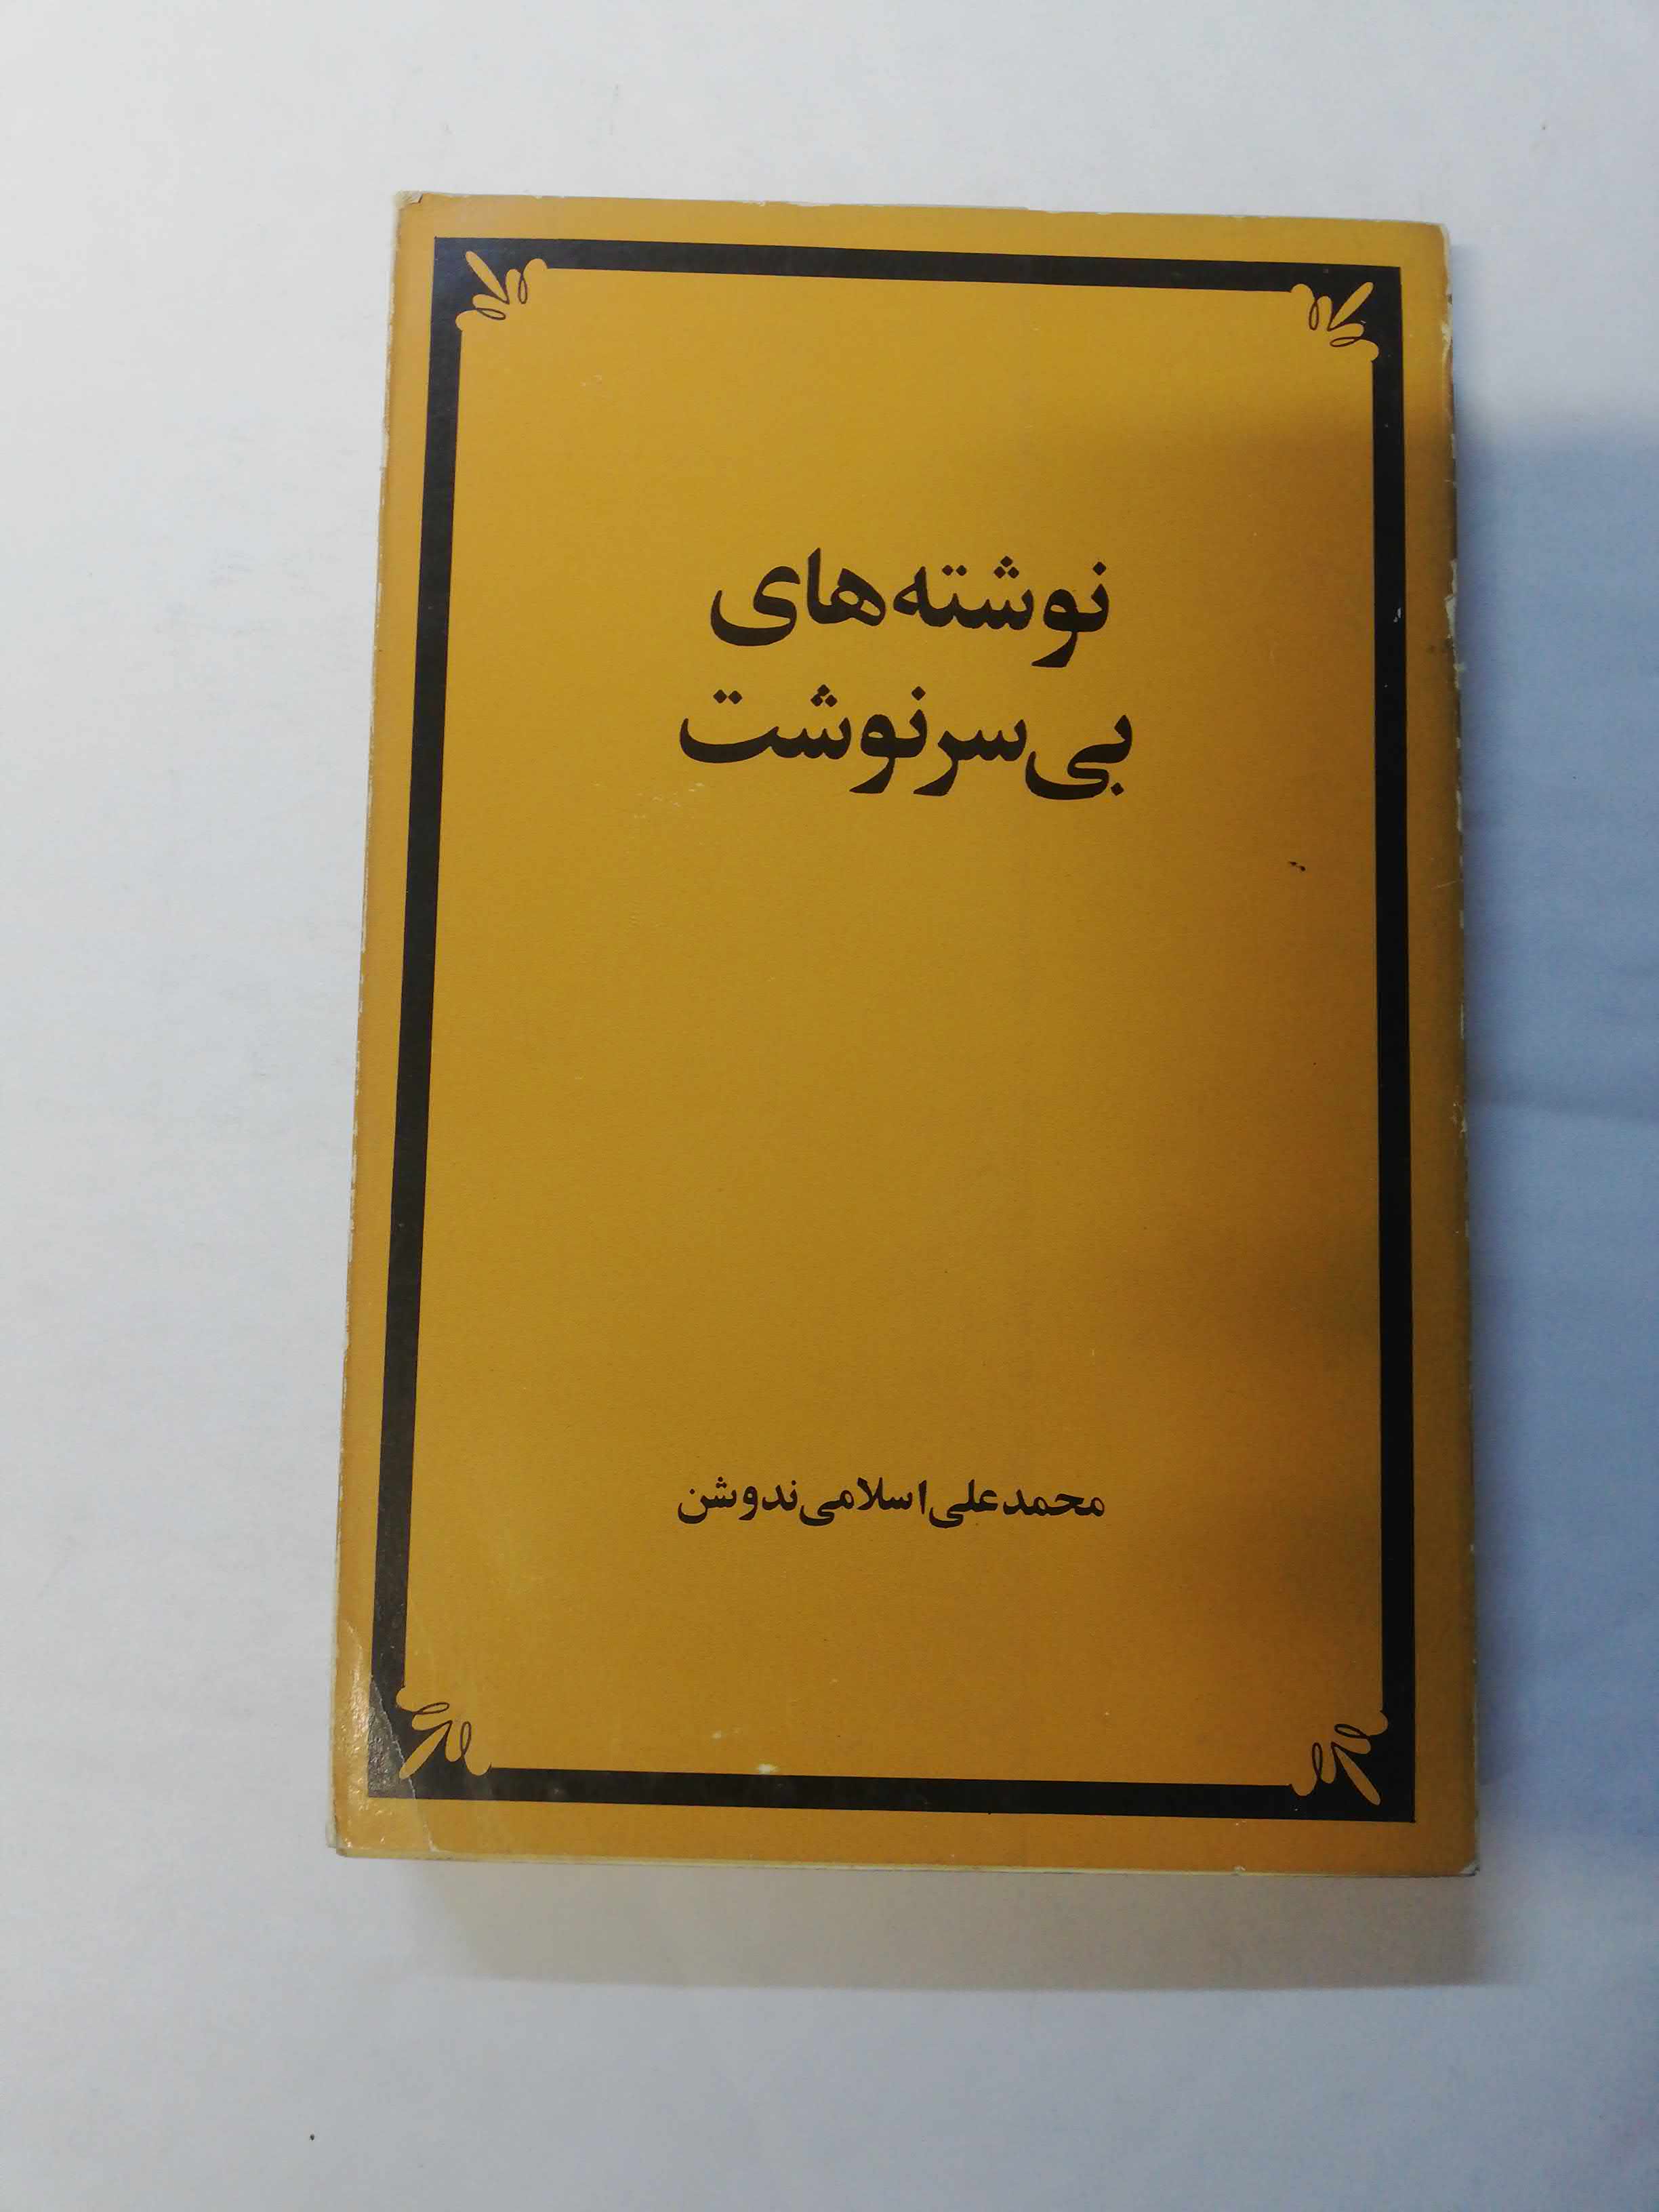 نوشته‌های
بی‌سرنوشت
محمدعلی اسلامی‌ندوشن